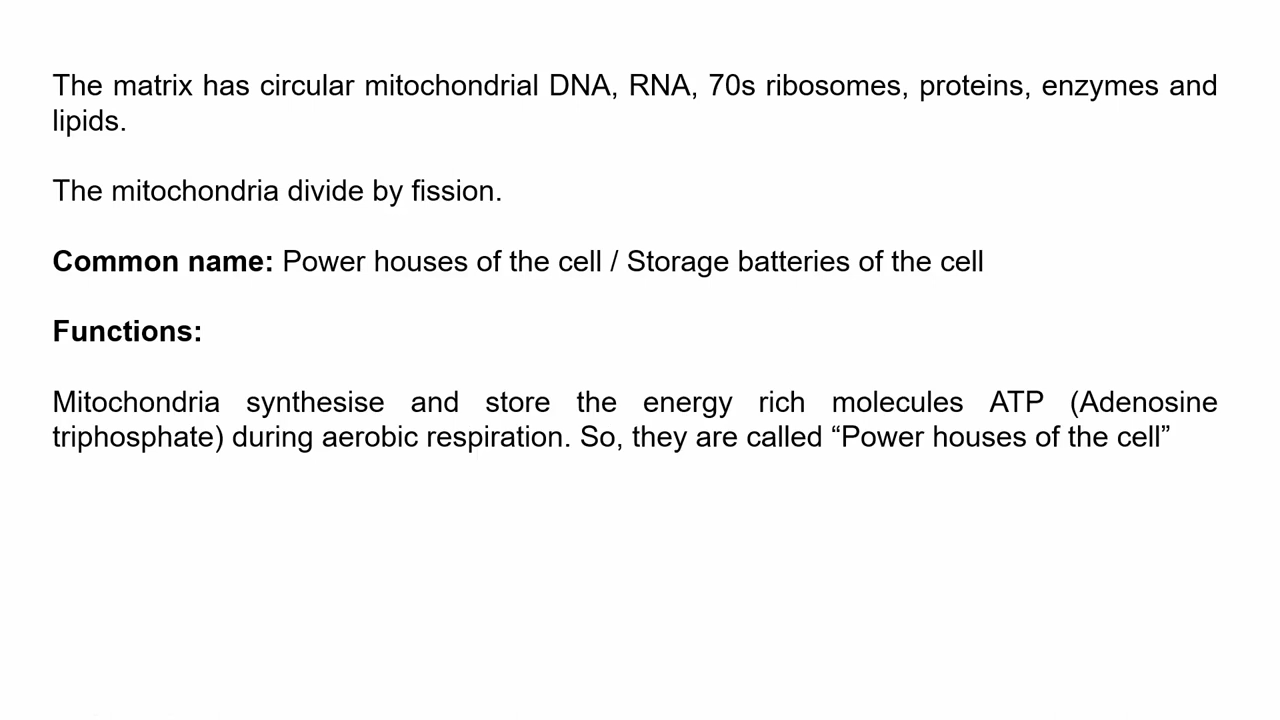 The matrix has circular mitochondrial DNA, RNA, 70s ribosomes, proteins, enzymes and
lipids.
The mitochondria divide by fission.
Common name: Power houses of the cell / Storage batteries of the cell
Functions:
Mitochondria synthesise and store the energy rich molecules ATP (Adenosine
triphosphate) during aerobic respiration. So, they are called “Power houses of the cell”